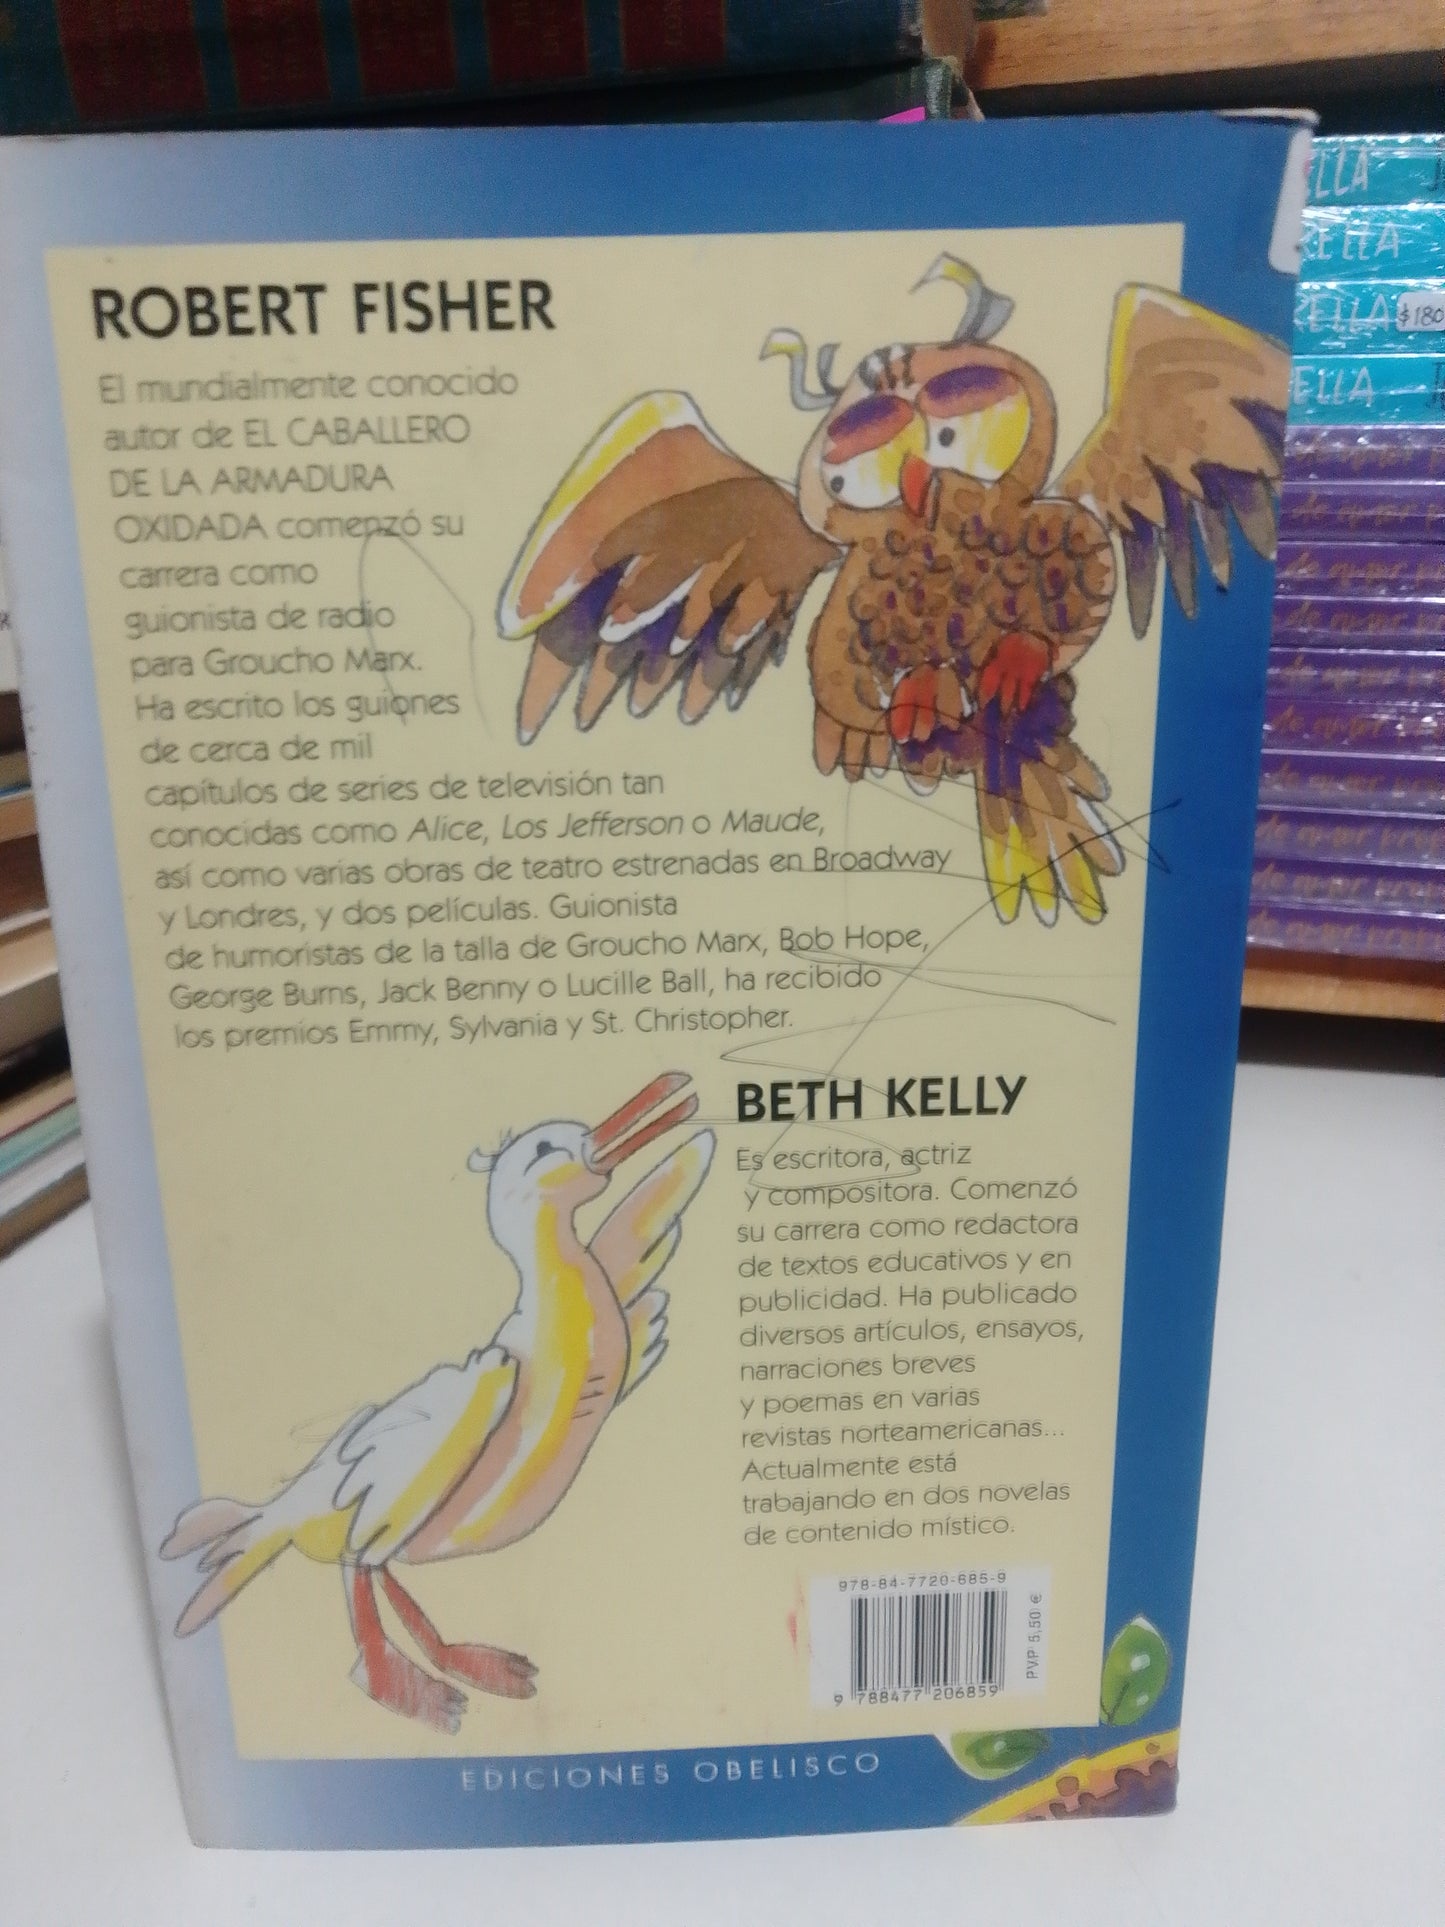 ROBERT FISHER
El mundialmente conocido
autor de EL CABALLERO
DE LA ARMADURA
OXIDADA comenzó su
carrera como
guionista de radio
para Groucho Marx.
Ha escrito los guiones
de cerca de mil
capítulos de series de televisión tan
conocidas como Alice, Los Jefferson o Maude,
así como varias obras de teatro estrenadas en Broadway
y Londres, y dos películas. Guionista
de humoristas de la talla de Groucho Marx, Bob Hope,
George Burns, Jack Benny o Lucille Ball, ha recibido
los premios Emmy, Sylvania y St. Christopher.
BETH KELLY
Es escritora, actriz
y compositora. Comenzó
su carrera como redactora
de textos educativos y en
publicidad. Ha publicado
diversos artículos, ensayos,
narraciones breves
y poemas en varias
revistas norteamericanas...
Actualmente está
trabajando en dos novelas
de contenido místico.
978-84-7720-685-9
9 788477 206859
P.V.P. 5,50 €
EDICIONES OBELISCO
ELLA
RELLA
RELLA
$180
ELLA